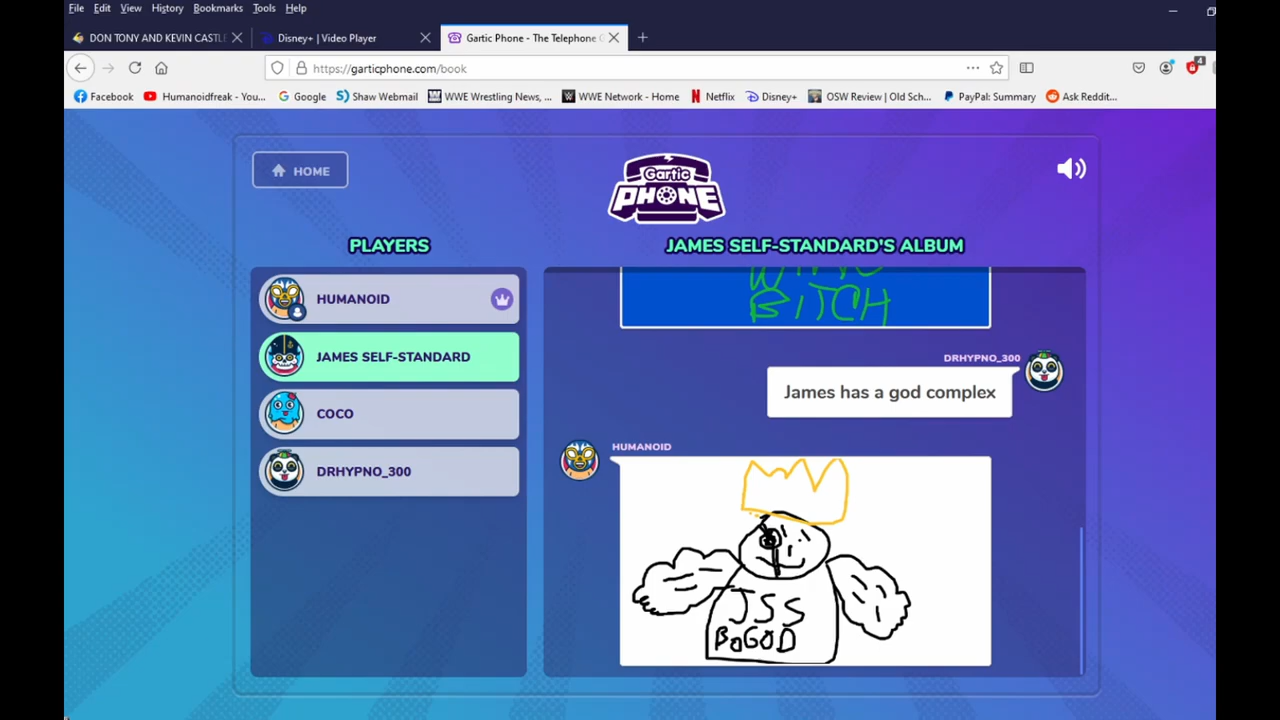 File Edit View History Bookmarks Tools Help
DON TONY AND KEVIN CASTLE
Disney+ | Video Player
Gartic Phone - The Telephone G
https://garticphone.com/book
4
Facebook
Humanoidfreak - You...
Google
Shaw Webmail
WWE Wrestling News, ...
WWE Network - Home
Netflix
Disney+
OSW Review | Old Sch...
PayPal: Summary
Ask Reddit...
HOME
Gartic
PHONE
PLAYERS
JAMES SELF-STANDARD'S ALBUM
HUMANOID
JAMES SELF-STANDARD
COCO
DRHYPNO_300
BITCH
DRHYPNO_300
James has a god complex
HUMANOID
JSS
BOGOD